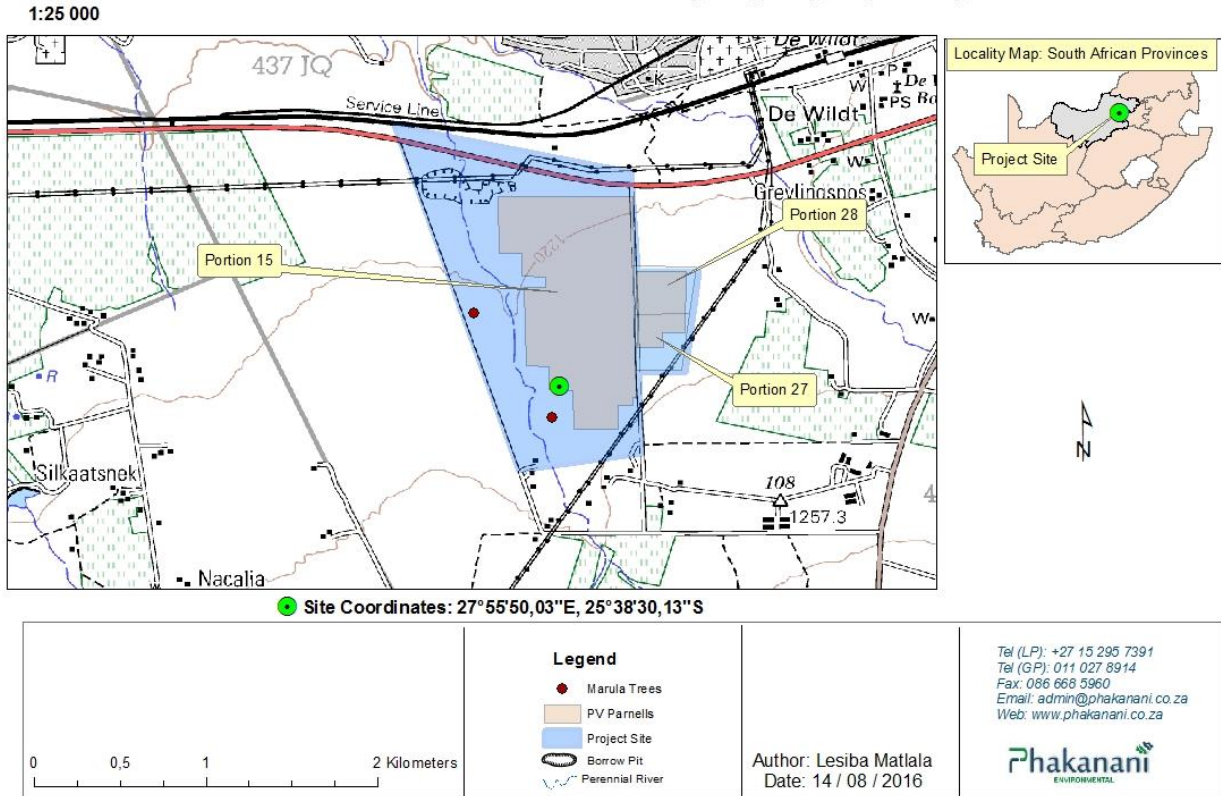 1:25 000
437 JQ
Service Line
De Wildt
K
W
P
PS
De Wildt
W
B
Greylingspos
Portion 28
Portion 15
1220
W
Portion 27
R
Silkaatsnek
108
1257.3
4
Nacalia
Locality Map: South African Provinces
Project Site
N
Site Coordinates: 27°55'50,03"E, 25°38'30,13"S
0 0,5 1 2 Kilometers
Legend
Marula Trees
PV Parnells
Project Site
Borrow Pit
Perennial River
Author: Lesiba Matlala
Date: 14 / 08 / 2016
Tel (LP): +27 15 295 7391
Tel (GP): 011 027 8914
Fax: 086 668 5960
Email: admin@phakanani.co.za
Web: www.phakanani.co.za
Phakanani
ENVIRONMENTAL